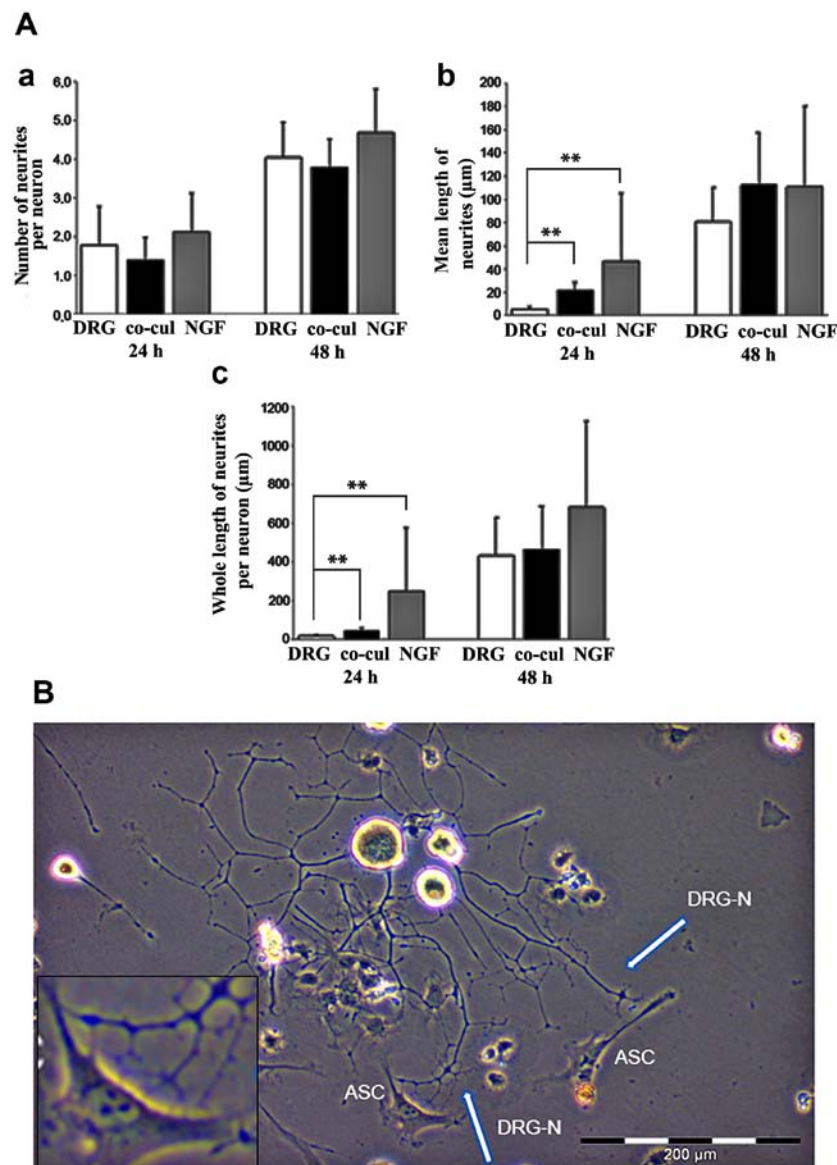 A
a
Number of neurites
per neuron
6,0
5,0
4,0
3,0
2,0
1,0
0,0
DRG co-cul NGF DRG co-cul NGF
24 h 48 h
b
Mean length of
neurites (µm)
200
180
160
140
120
100
80
60
40
20
0
**
**
DRG co-cul NGF DRG co-cul NGF
24 h 48 h
c
Whole length of neurites
per neuron (µm)
1200
1000
800
600
400
200
0
**
**
DRG co-cul NGF DRG co-cul NGF
24 h 48 h
B
DRG-N
ASC
ASC
DRG-N
200 µm